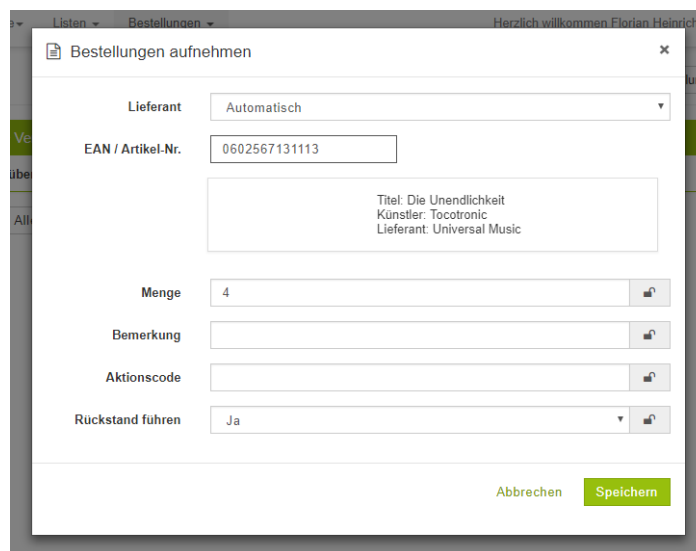 Listen Bestellungen Herzlich willkommen Florian Heinrich
Bestellungen aufnehmen ×
Lieferant Automatisch
EAN / Artikel-Nr. 0602567131113
Titel: Die Unendlichkeit
Künstler: Tocotronic
Lieferant: Universal Music
Menge 4
Bemerkung
Aktionscode
Rückstand führen Ja
Abbrechen Speichern